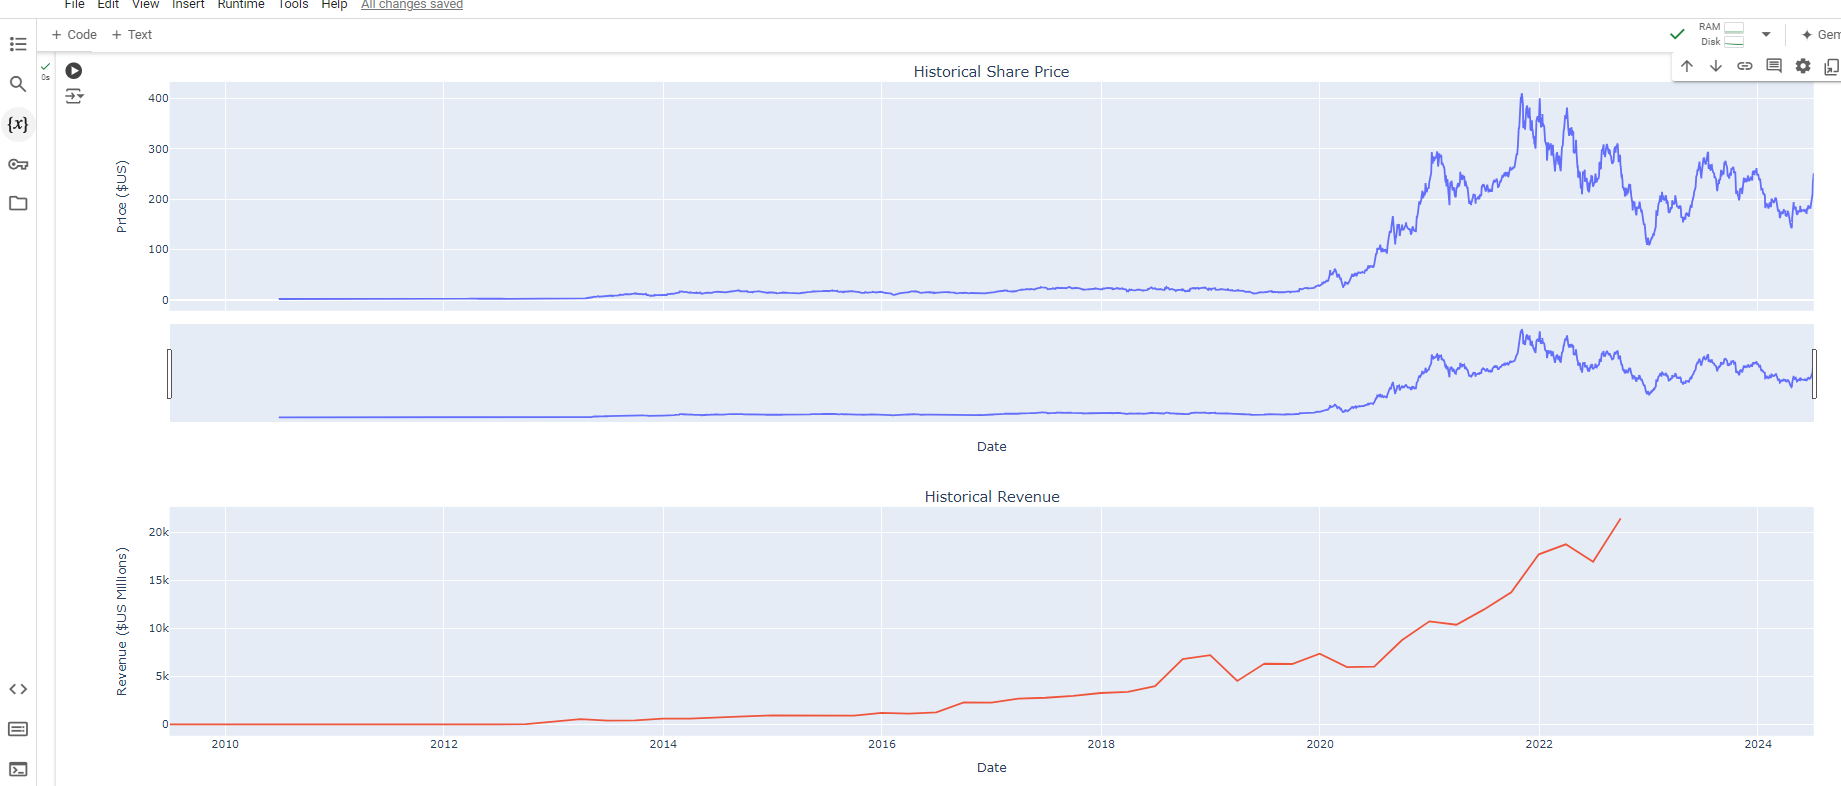 File Edit View Insert Runtime Tools Help All changes saved
+ Code + Text
RAM
Disk
Gem
{x}
0s
Historical Share Price
400
300
200
100
0
Price ($US)
Date
Historical Revenue
20k
15k
10k
5k
0
Revenue ($US Millions)
2010 2012 2014 2016 2018 2020 2022 2024
Date